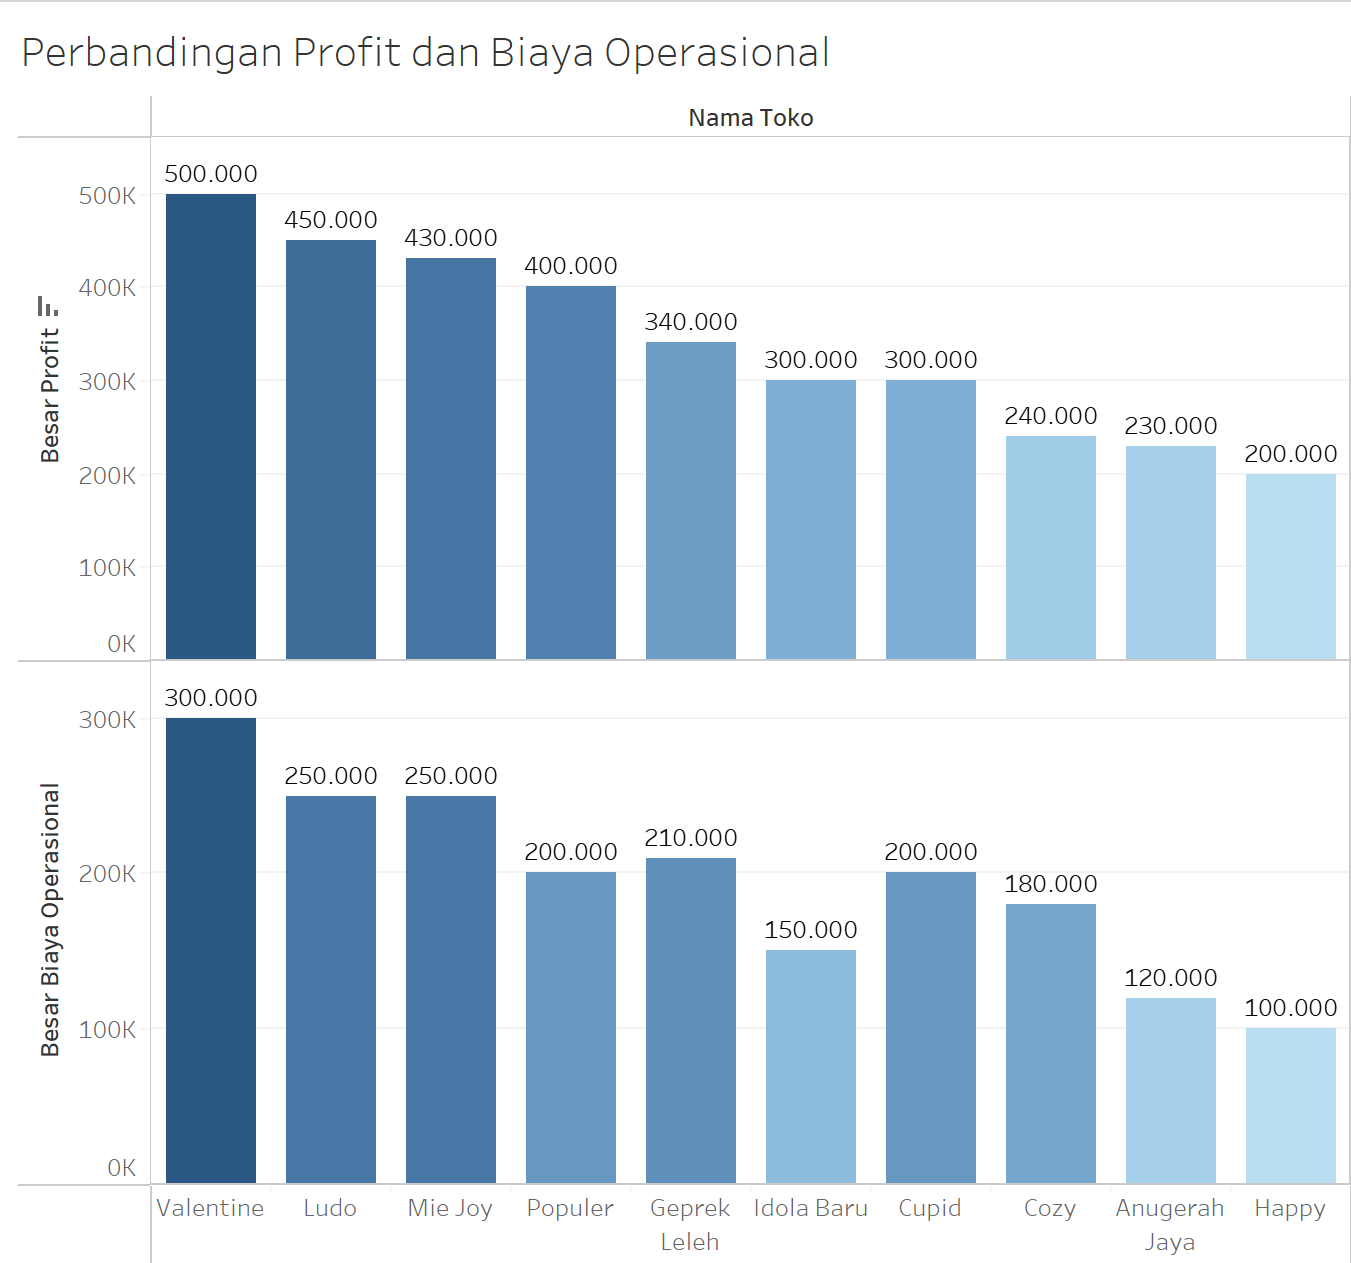 Perbandingan Profit dan Biaya Operasional
Nama Toko
Besar Profit
500K
400K
300K
200K
100K
0K
500.000
450.000
430.000
400.000
340.000
300.000
300.000
240.000
230.000
200.000
Besar Biaya Operasional
300K
200K
100K
0K
300.000
250.000
250.000
200.000
210.000
150.000
200.000
180.000
120.000
100.000
Valentine
Ludo
Mie Joy
Populer
Geprek
Leleh
Idola Baru
Cupid
Cozy
Anugerah
Jaya
Happy